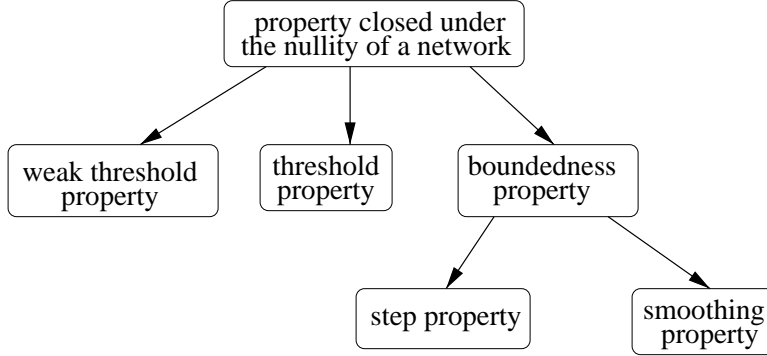 property closed under
the nullity of a network
weak threshold
property
threshold
property
boundedness
property
step property
smoothing
property